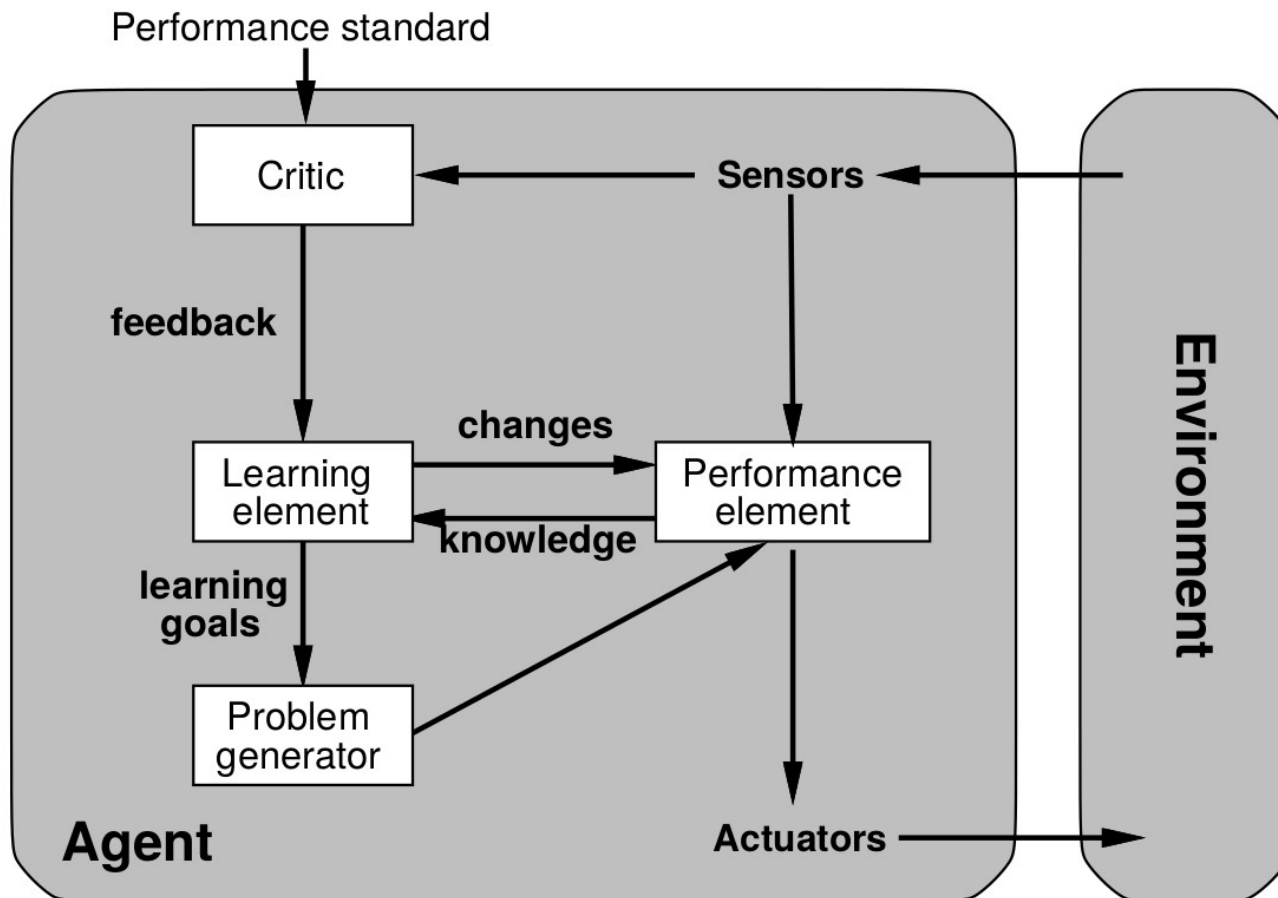 Performance standard
Critic
Sensors
feedback
changes
Learning
element
Performance
element
knowledge
learning
goals
Problem
generator
Agent
Actuators
Environment